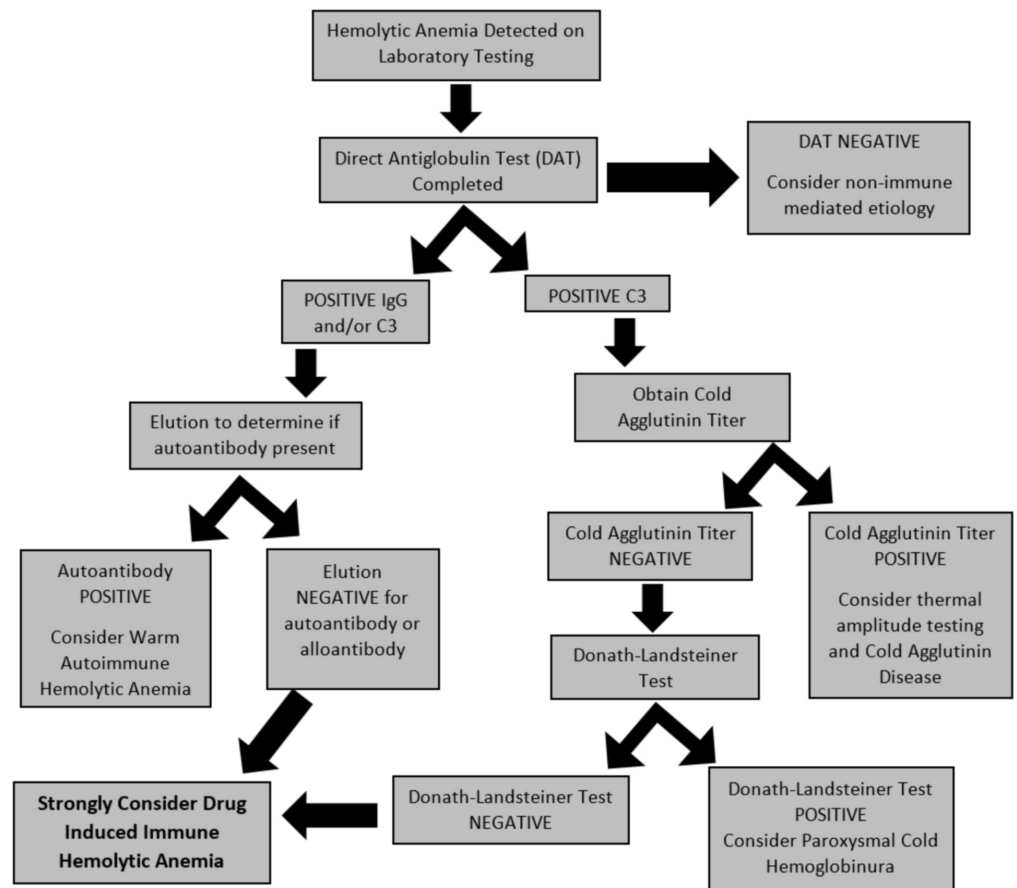 Hemolytic Anemia Detected on
Laboratory Testing
Direct Antiglobulin Test (DAT)
Completed
DAT NEGATIVE
Consider non-immune
mediated etiology
POSITIVE IgG
and/or C3
POSITIVE C3
Elution to determine if
autoantibody present
Obtain Cold
Agglutinin Titer
Autoantibody
POSITIVE
Consider Warm
Autoimmune
Hemolytic Anemia
Elution
NEGATIVE for
autoantibody or
alloantibody
Cold Agglutinin Titer
NEGATIVE
Cold Agglutinin Titer
POSITIVE
Consider thermal
amplitude testing
and Cold Agglutinin
Disease
Donath-Landsteiner
Test
Strongly Consider Drug
Induced Immune
Hemolytic Anemia
Donath-Landsteiner Test
NEGATIVE
Donath-Landsteiner Test
POSITIVE
Consider Paroxysmal Cold
Hemoglobinura